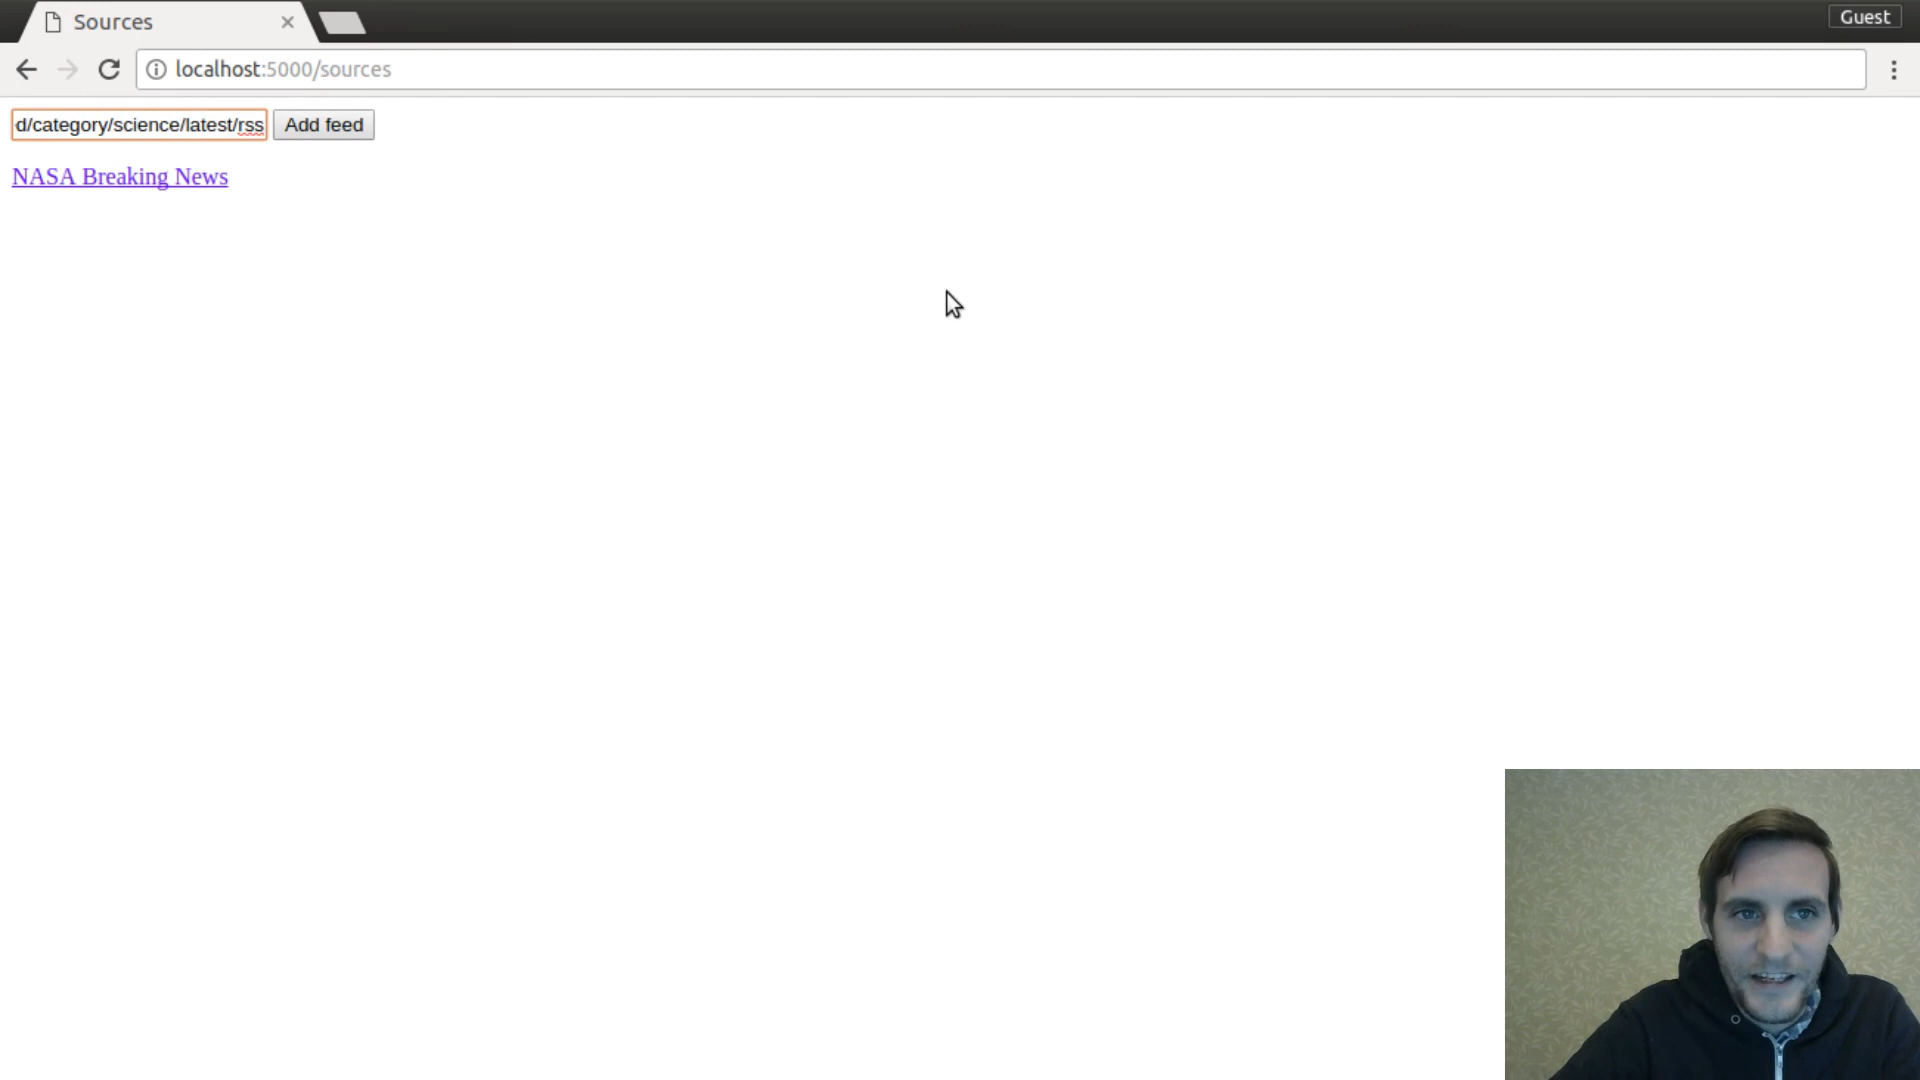 Sources
Guest
localhost:5000/sources
d/category/science/latest/rss
Add feed
NASA Breaking News